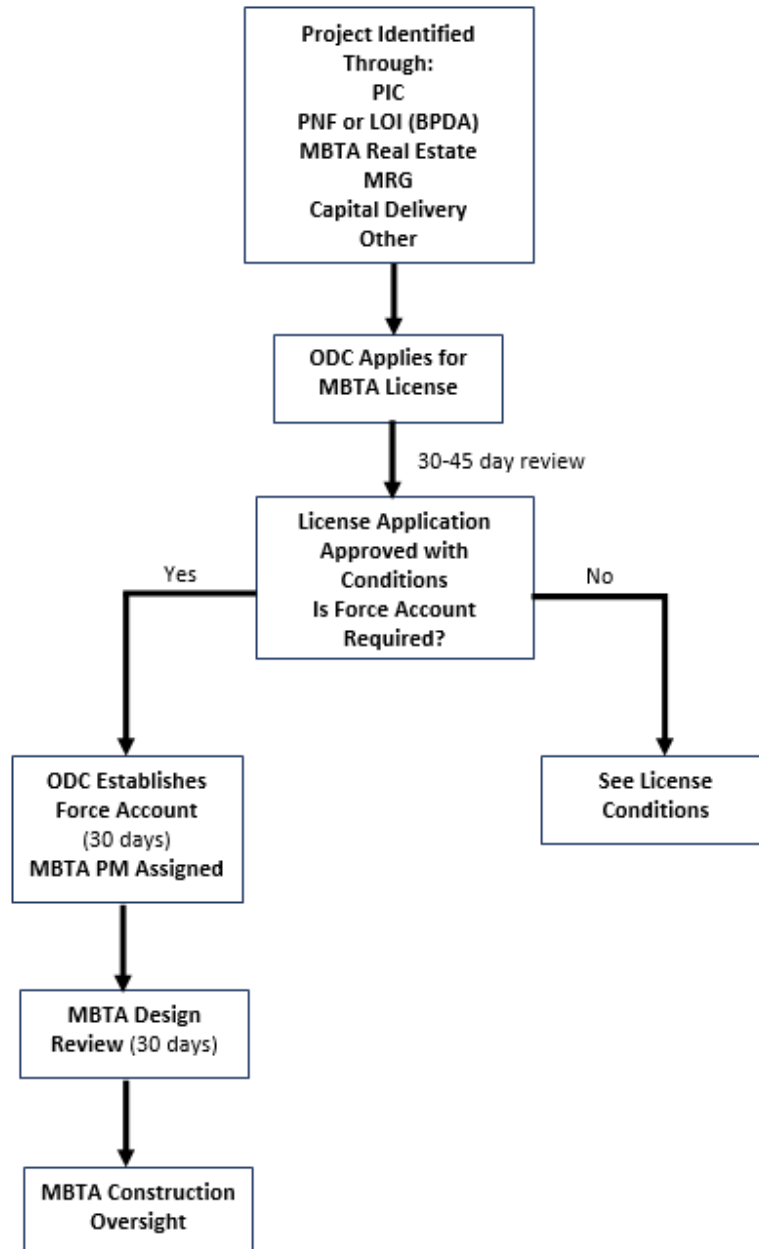 Project Identified
Through:
PIC
PNF or LOI (BPDA)
MBTA Real Estate
MRG
Capital Delivery
Other
ODC Applies for
MBTA License
30-45 day review
License Application
Approved with
Conditions
Is Force Account
Required?
Yes
No
ODC Establishes
Force Account
(30 days)
MBTA PM Assigned
See License
Conditions
MBTA Design
Review (30 days)
MBTA Construction
Oversight